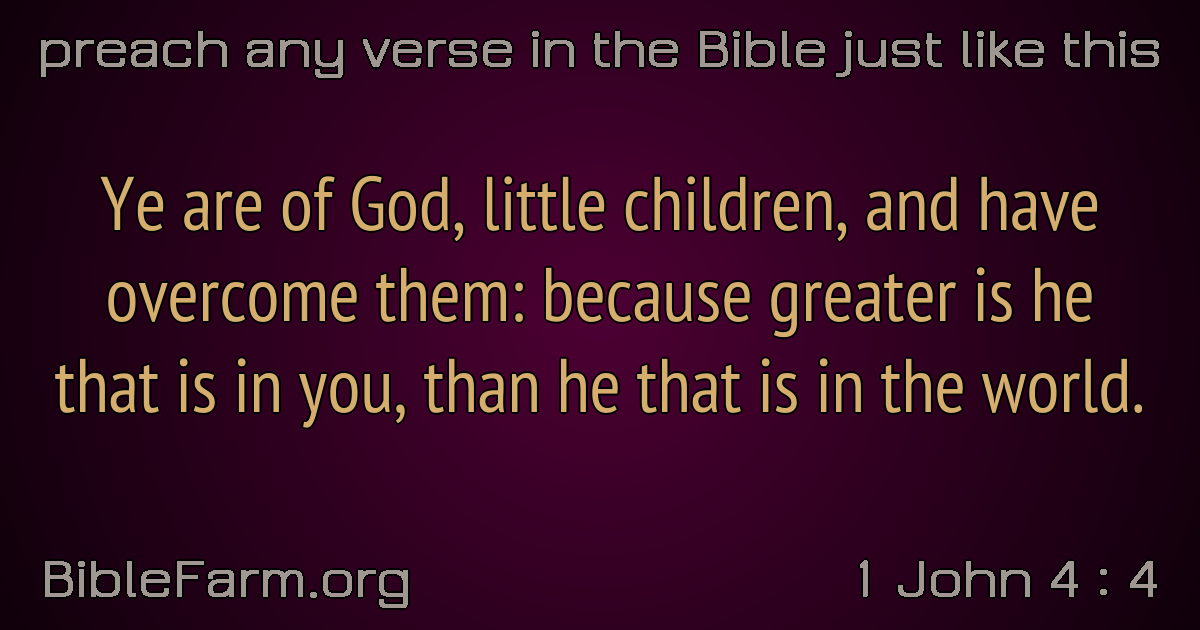 preach any verse in the Bible just like this
Ye are of God, little children, and have
overcome them: because greater is he
that is in you, than he that is in the world.
BibleFarm.org
1 John 4 : 4